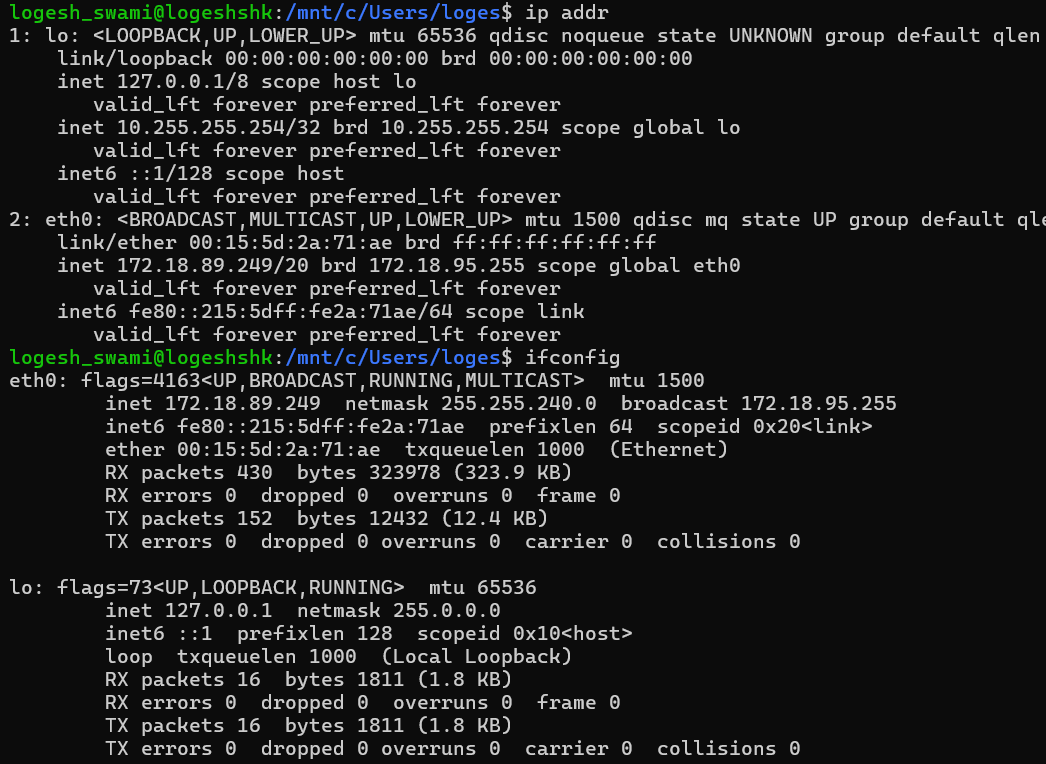 logesh_swami@logeshshk:/mnt/c/Users/loges$ ip addr
1: lo: <LOOPBACK,UP,LOWER_UP> mtu 65536 qdisc noqueue state UNKNOWN group default qlen
    link/loopback 00:00:00:00:00:00 brd 00:00:00:00:00:00
    inet 127.0.0.1/8 scope host lo
       valid_lft forever preferred_lft forever
    inet 10.255.255.254/32 brd 10.255.255.254 scope global lo
       valid_lft forever preferred_lft forever
    inet6 ::1/128 scope host
       valid_lft forever preferred_lft forever
2: eth0: <BROADCAST,MULTICAST,UP,LOWER_UP> mtu 1500 qdisc mq state UP group default qle
    link/ether 00:15:5d:2a:71:ae brd ff:ff:ff:ff:ff:ff
    inet 172.18.89.249/20 brd 172.18.95.255 scope global eth0
       valid_lft forever preferred_lft forever
    inet6 fe80::215:5dff:fe2a:71ae/64 scope link
       valid_lft forever preferred_lft forever
logesh_swami@logeshshk:/mnt/c/Users/loges$ ifconfig
eth0: flags=4163<UP,BROADCAST,RUNNING,MULTICAST>  mtu 1500
        inet 172.18.89.249  netmask 255.255.240.0  broadcast 172.18.95.255
        inet6 fe80::215:5dff:fe2a:71ae  prefixlen 64  scopeid 0x20<link>
        ether 00:15:5d:2a:71:ae  txqueuelen 1000  (Ethernet)
        RX packets 430  bytes 323978 (323.9 KB)
        RX errors 0  dropped 0  overruns 0  frame 0
        TX packets 152  bytes 12432 (12.4 KB)
        TX errors 0  dropped 0 overruns 0  carrier 0  collisions 0

lo: flags=73<UP,LOOPBACK,RUNNING>  mtu 65536
        inet 127.0.0.1  netmask 255.0.0.0
        inet6 ::1  prefixlen 128  scopeid 0x10<host>
        loop  txqueuelen 1000  (Local Loopback)
        RX packets 16  bytes 1811 (1.8 KB)
        RX errors 0  dropped 0  overruns 0  frame 0
        TX packets 16  bytes 1811 (1.8 KB)
        TX errors 0  dropped 0 overruns 0  carrier 0  collisions 0